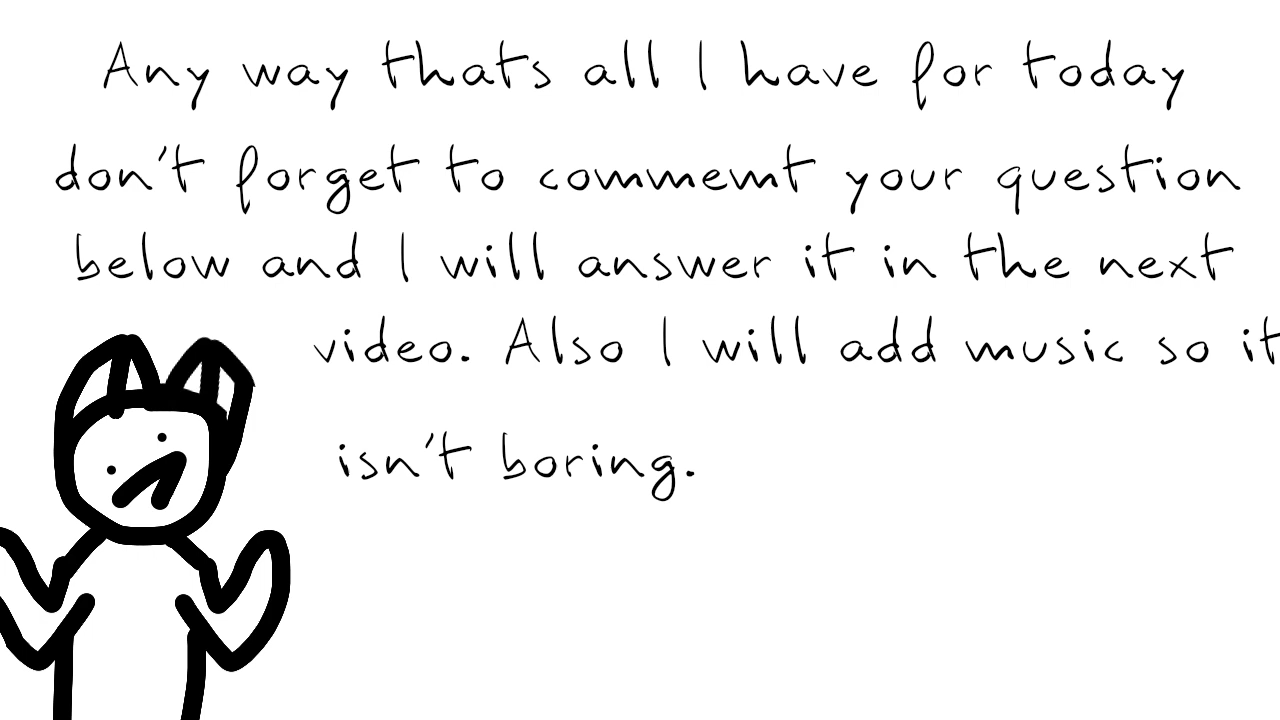 Any way thats all I have for today
don't forget to commemt your question
below and I will answer it in the next
video. Also I will add music so it
isn't boring.